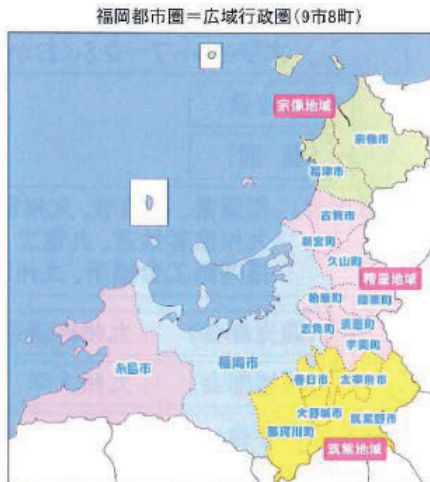 福岡都市圏=広域行政圏(9市8町)
宗像地域
宗像市
福津市
古賀市
新宮町
久山町
糟屋地域
粕屋町
篠栗町
志免町
須恵町
宇美町
糸島市
福岡市
春日市
太宰府市
大野城市
筑紫野市
那珂川町
筑紫地域